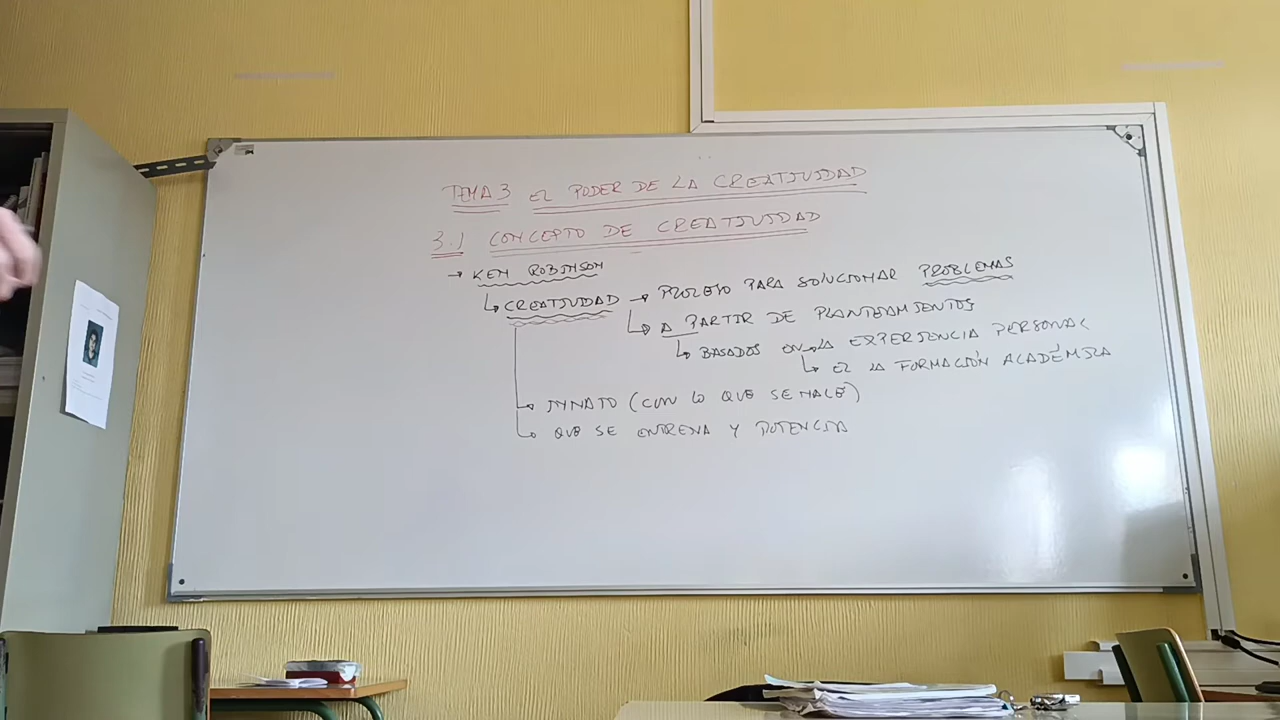 TEMA 3 EL PODER DE LA CREATIVIDAD
3.1 CONCEPTO DE CREATIVIDAD
→ KEN ROBINSON
↳ CREATIVIDAD → PROCESO PARA SOLUCIONAR PROBLEMAS
↳ A PARTIR DE PLANTEAMIENTOS
↳ BASADOS EN → LA EXPERIENCIA PERSONAL
↳ EN LA FORMACIÓN ACADÉMICA
→ INNATO (CON LO QUE SE NACE)
↳ QUE SE ENTRENA Y POTENCIA